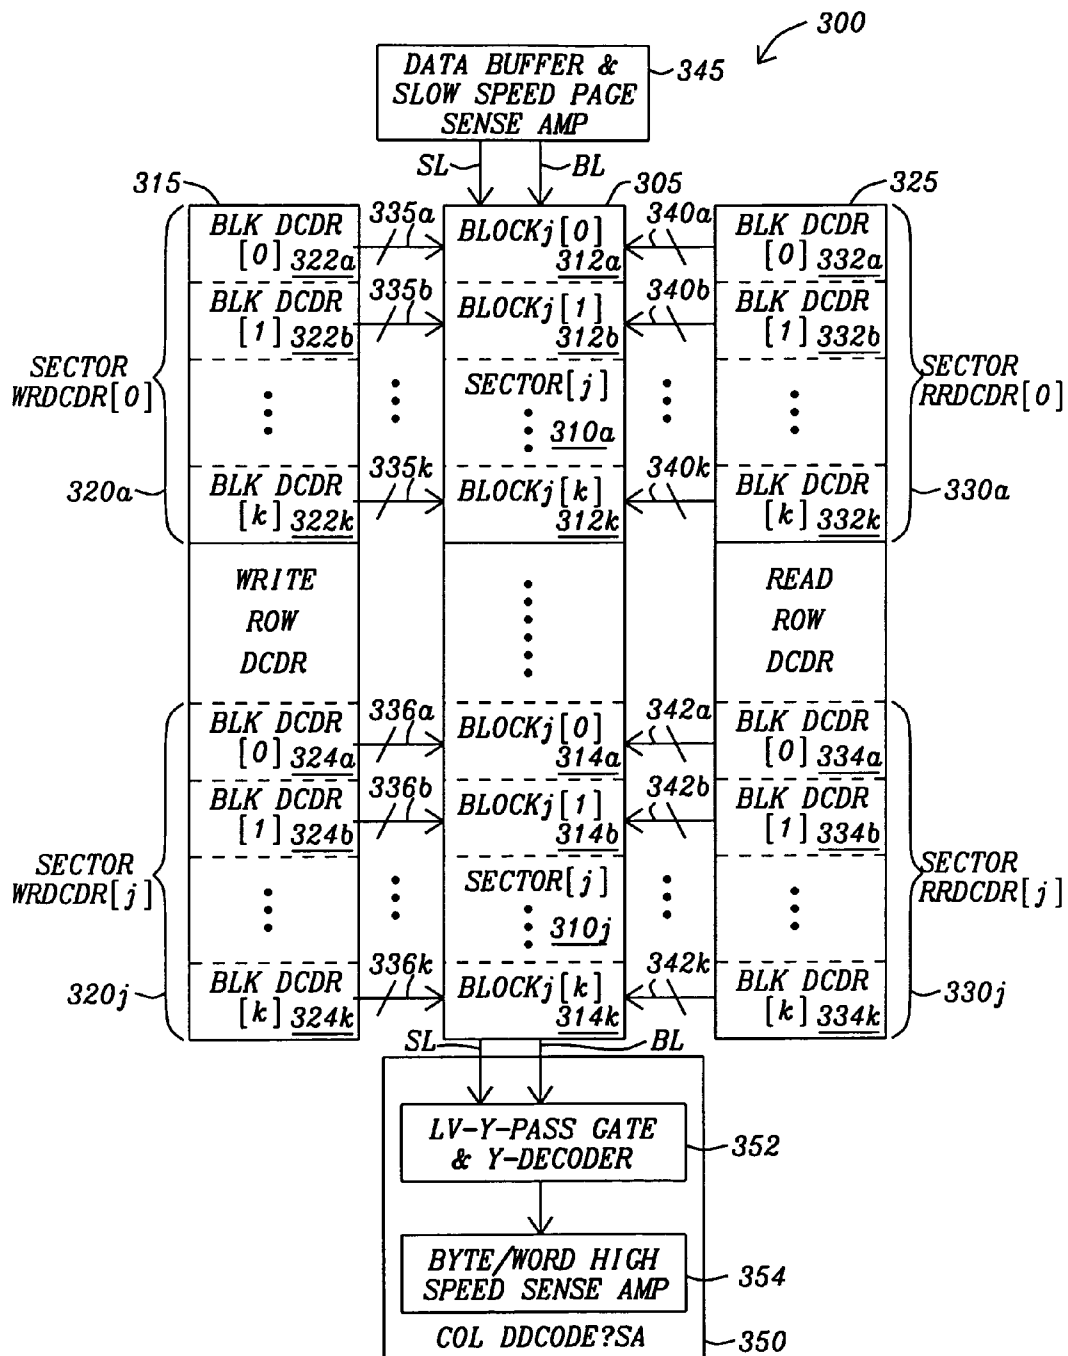 300
DATA BUFFER &
SLOW SPEED PAGE
SENSE AMP
345
SL
BL
315
305
325
BLK DCDR
[0] 322a
335a
BLOCKj[0]
312a
340a
BLK DCDR
[0] 332a
BLK DCDR
[1] 322b
335b
BLOCKj[1]
312b
340b
BLK DCDR
[1] 332b
SECTOR
WRDCDR[0]
SECTOR[j]
310a
SECTOR
RRDCDR[0]
320a
BLK DCDR
[k] 322k
335k
BLOCKj[k]
312k
340k
BLK DCDR
[k] 332k
330a
WRITE
ROW
DCDR
READ
ROW
DCDR
BLK DCDR
[0] 324a
336a
BLOCKj[0]
314a
342a
BLK DCDR
[0] 334a
BLK DCDR
[1] 324b
336b
BLOCKj[1]
314b
342b
BLK DCDR
[1] 334b
SECTOR
WRDCDR[j]
SECTOR[j]
310j
SECTOR
RRDCDR[j]
320j
BLK DCDR
[k] 324k
336k
BLOCKj[k]
314k
342k
BLK DCDR
[k] 334k
330j
SL
BL
LV-Y-PASS GATE
& Y-DECODER
352
BYTE/WORD HIGH
SPEED SENSE AMP
354
COL DDCODE?SA
350